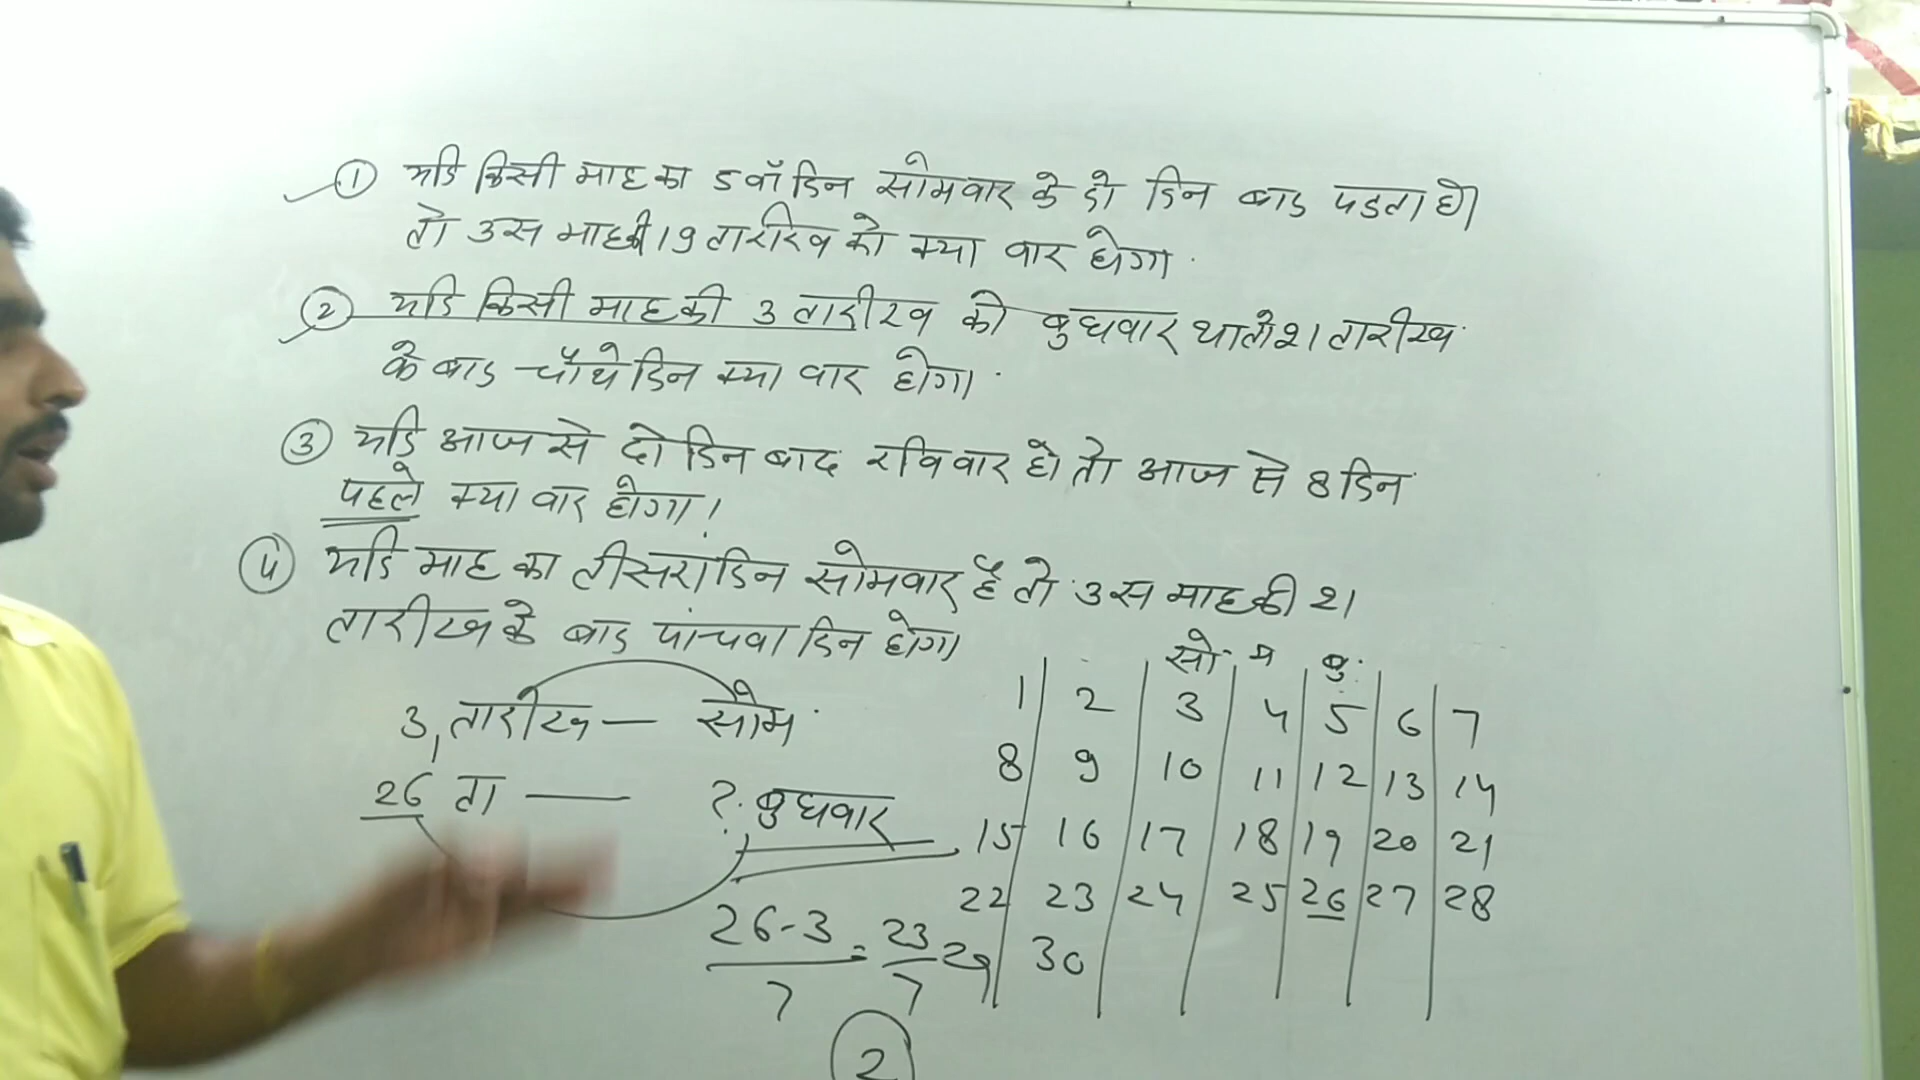 ① यदि किसी माह का 5वाँ दिन सोमवार के दो दिन बाद पडता हो
तो उस माहकी 19 तारीख को क्या वार होगा.
② यदि किसी माह की 3 तारीख को बुधवार था तो 21 तारीख
के बाद चौथे दिन क्या वार होगा.
③ यदि आज से दो दिन बाद रविवार हो तो आज से 8 दिन
पहले क्या वार होगा!
④ यदि माह का तीसरा दिन सोमवार है तो उस माह की 21
तारीख के बाद पांचवा दिन होगा
सो. म बु.
1 2 3 4 5 6 7
3 तारीख — सोम.
8 9 10 11 12 13 14
26 ता — ?. बुधवार
15 16 17 18 19 20 21
22 23 24 25 26 27 28
26-3/7 = 23/7
29 30
2